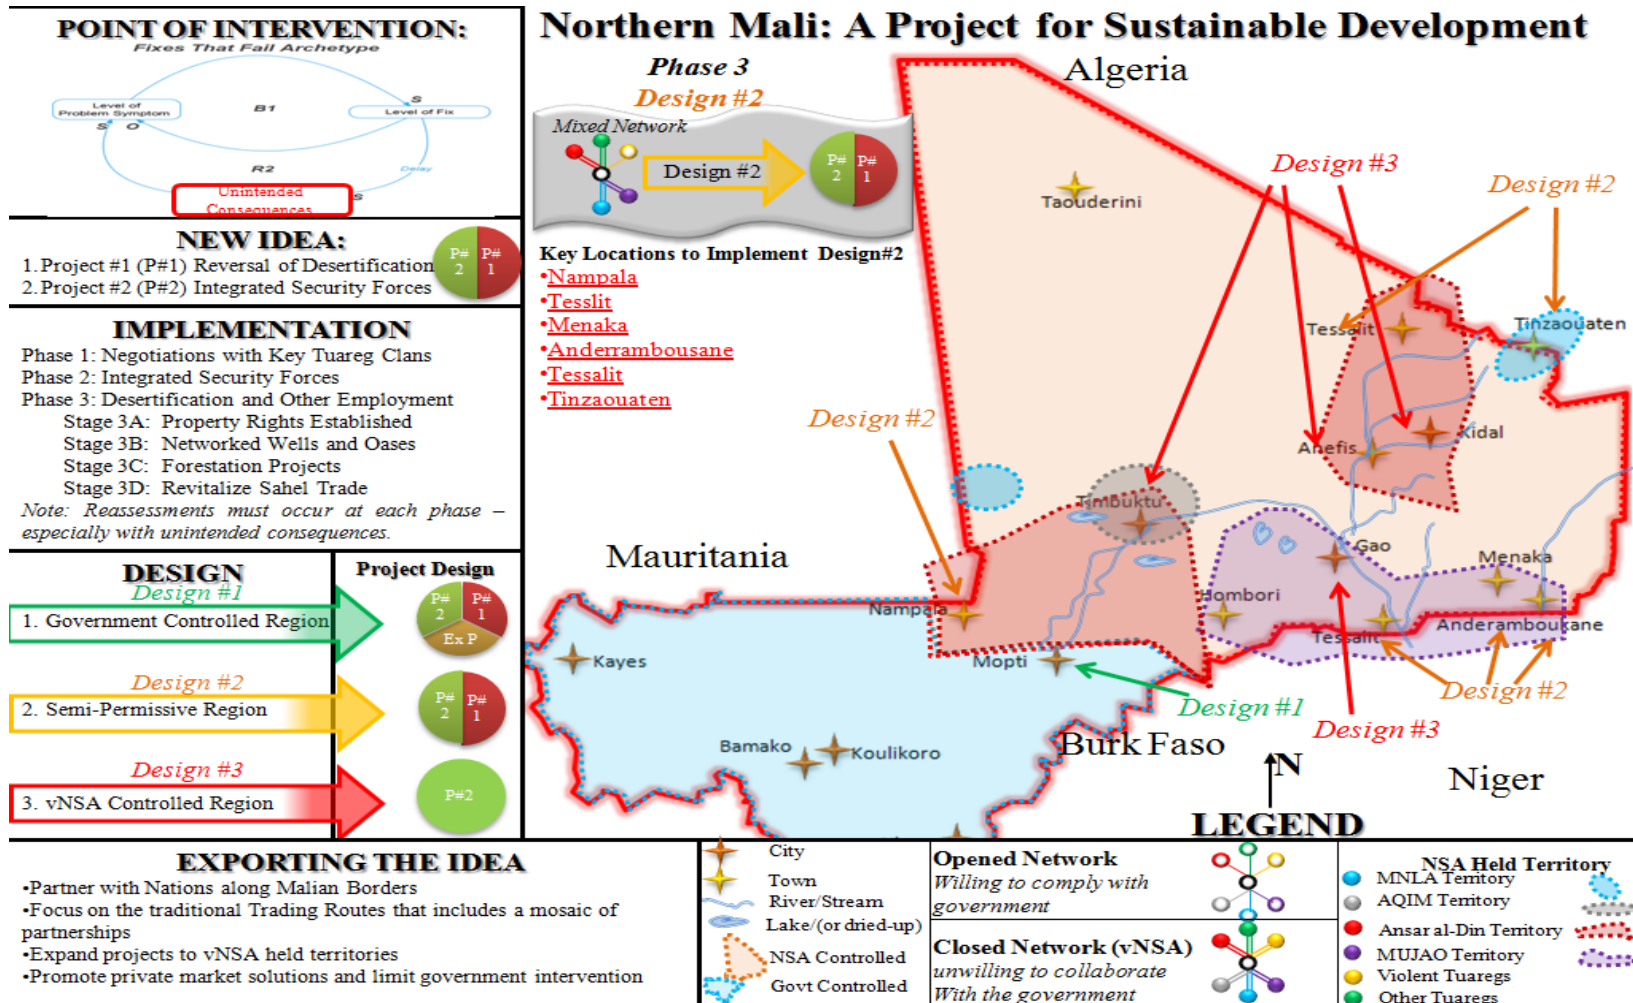 POINT OF INTERVENTION:
Fixes That Fail Archetype
Level of
Problem Symptom
S
O
B1
S
Level of Fix
R2
Delay
Unintended
Consequences
S
NEW IDEA:
1. Project #1 (P#1) Reversal of Desertification
2. Project #2 (P#2) Integrated Security Forces
P#
2
P#
1
IMPLEMENTATION
Phase 1: Negotiations with Key Tuareg Clans
Phase 2: Integrated Security Forces
Phase 3: Desertification and Other Employment
Stage 3A: Property Rights Established
Stage 3B: Networked Wells and Oases
Stage 3C: Forestation Projects
Stage 3D: Revitalize Sahel Trade
Note: Reassessments must occur at each phase –
especially with unintended consequences.
DESIGN
Project Design
Design #1
1. Government Controlled Region
P#
2
P#
1
Ex P
Design #2
2. Semi-Permissive Region
P#
2
P#
1
Design #3
3. vNSA Controlled Region
P#2
Northern Mali: A Project for Sustainable Development
Phase 3
Design #2
Mixed Network
Design #2
P#
2
P#
1
Key Locations to Implement Design#2
•Nampala
•Tesslit
•Menaka
•Anderrambousane
•Tessalit
•Tinzaouaten
Algeria
Design #3
Design #2
Taouderini
Tessalit
Tinzaouaten
Design #2
Anefis
Kidal
Timbuktu
Mauritania
Gao
Menaka
Nampala
Hombori
Tessalit
Anderamboukane
Kayes
Mopti
Design #1
Design #2
Design #3
Bamako
Koulikoro
Burk Faso
N
Niger
LEGEND
EXPORTING THE IDEA
•Partner with Nations along Malian Borders
•Focus on the traditional Trading Routes that includes a mosaic of
partnerships
•Expand projects to vNSA held territories
•Promote private market solutions and limit government intervention
City
Town
River/Stream
Lake/(or dried-up)
NSA Controlled
Govt Controlled
Opened Network
Willing to comply with
government
Closed Network (vNSA)
unwilling to collaborate
With the government
NSA Held Territory
MNLA Territory
AQIM Territory
Ansar al-Din Territory
MUJAO Territory
Violent Tuaregs
Other Tuaregs